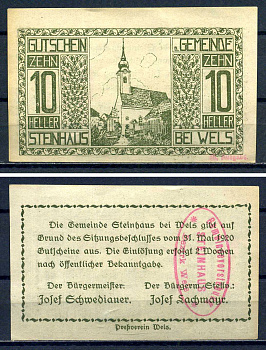 GUTSCHEIN d. GEMEINDE
ZEHN ZEHN
10 10
HELLER HELLER
STEINHAUS BEI WELS
Die Gemeinde Steinhaus bei Wels gibt auf
Grund des Sitzungsbeschlusses vom 31. Mai 1920
Gutscheine aus. Die Einlösung erfolgt 2 Wochen
nach öffentlicher Bekanntgabe.
Der Bürgermeister: Der Bürgerm.-Stellv.:
Josef Schwediauer. Josef Lachmayr.
Preßverein Wels.
Gemeindevorstehung
STEINHAUS